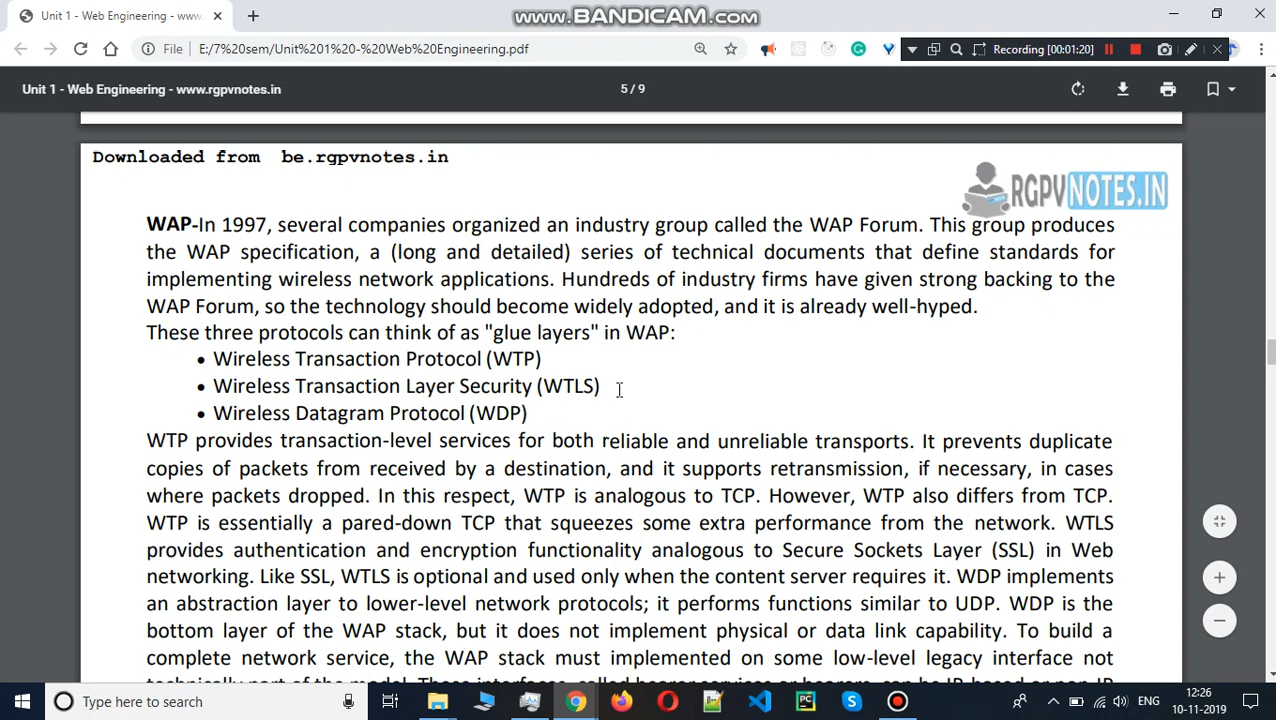 Unit 1 - Web Engineering - www
www.BANDICAM.com
File
E:/7%20sem/Unit%201%20-%20Web%20Engineering.pdf
Recording [00:01:20]
Unit 1 - Web Engineering - www.rgpvnotes.in
5 / 9
Downloaded from be.rgpvnotes.in
RGPVNOTES.IN
WAP-In 1997, several companies organized an industry group called the WAP Forum. This group produces
the WAP specification, a (long and detailed) series of technical documents that define standards for
implementing wireless network applications. Hundreds of industry firms have given strong backing to the
WAP Forum, so the technology should become widely adopted, and it is already well-hyped.
These three protocols can think of as "glue layers" in WAP:
• Wireless Transaction Protocol (WTP)
• Wireless Transaction Layer Security (WTLS)
• Wireless Datagram Protocol (WDP)
WTP provides transaction-level services for both reliable and unreliable transports. It prevents duplicate
copies of packets from received by a destination, and it supports retransmission, if necessary, in cases
where packets dropped. In this respect, WTP is analogous to TCP. However, WTP also differs from TCP.
WTP is essentially a pared-down TCP that squeezes some extra performance from the network. WTLS
provides authentication and encryption functionality analogous to Secure Sockets Layer (SSL) in Web
networking. Like SSL, WTLS is optional and used only when the content server requires it. WDP implements
an abstraction layer to lower-level network protocols; it performs functions similar to UDP. WDP is the
bottom layer of the WAP stack, but it does not implement physical or data link capability. To build a
complete network service, the WAP stack must implemented on some low-level legacy interface not
Type here to search
ENG
12:26
10-11-2019